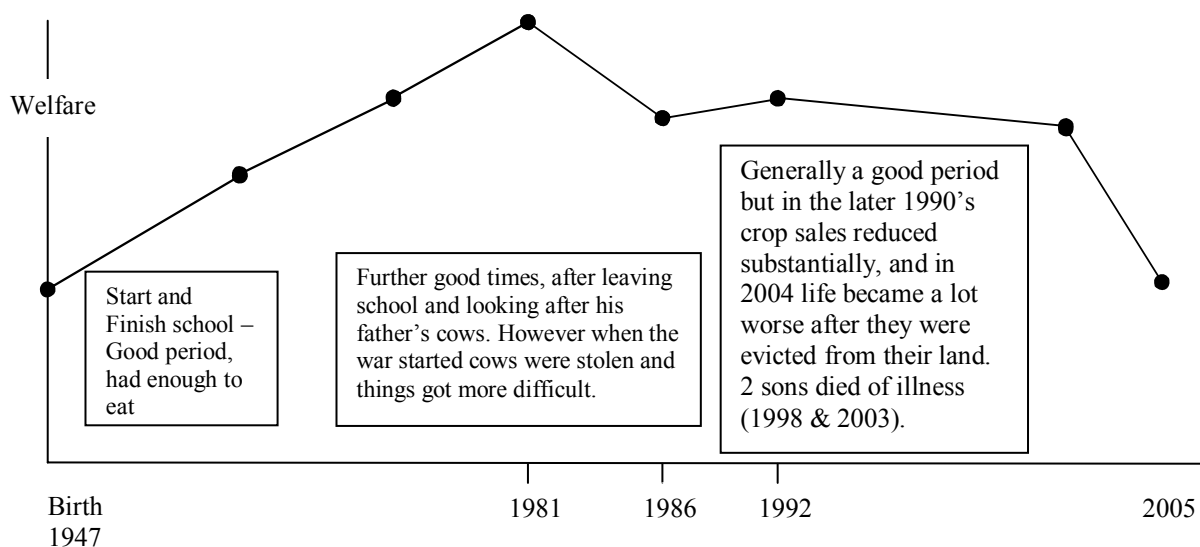 Welfare
Start and
Finish school –
Good period,
had enough to
eat
Further good times, after leaving
school and looking after his
father’s cows. However when the
war started cows were stolen and
things got more difficult.
Generally a good period
but in the later 1990’s
crop sales reduced
substantially, and in
2004 life became a lot
worse after they were
evicted from their land.
2 sons died of illness
(1998 & 2003).
Birth
1947
1981
1986
1992
2005